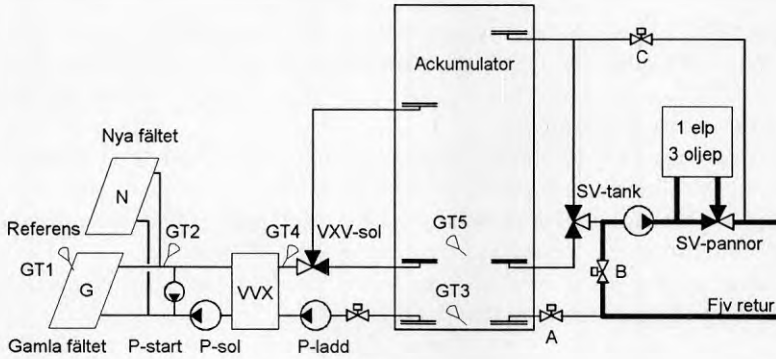 C
Ackumulator
1 elp
3 oljep
Nya fältet
N
SV-tank
Referens
GT2
GT4
VXV-sol
GT5
SV-pannor
GT1
G
VVX
GT3
B
Fjv retur
A
Gamla fältet
P-start
P-sol
P-ladd